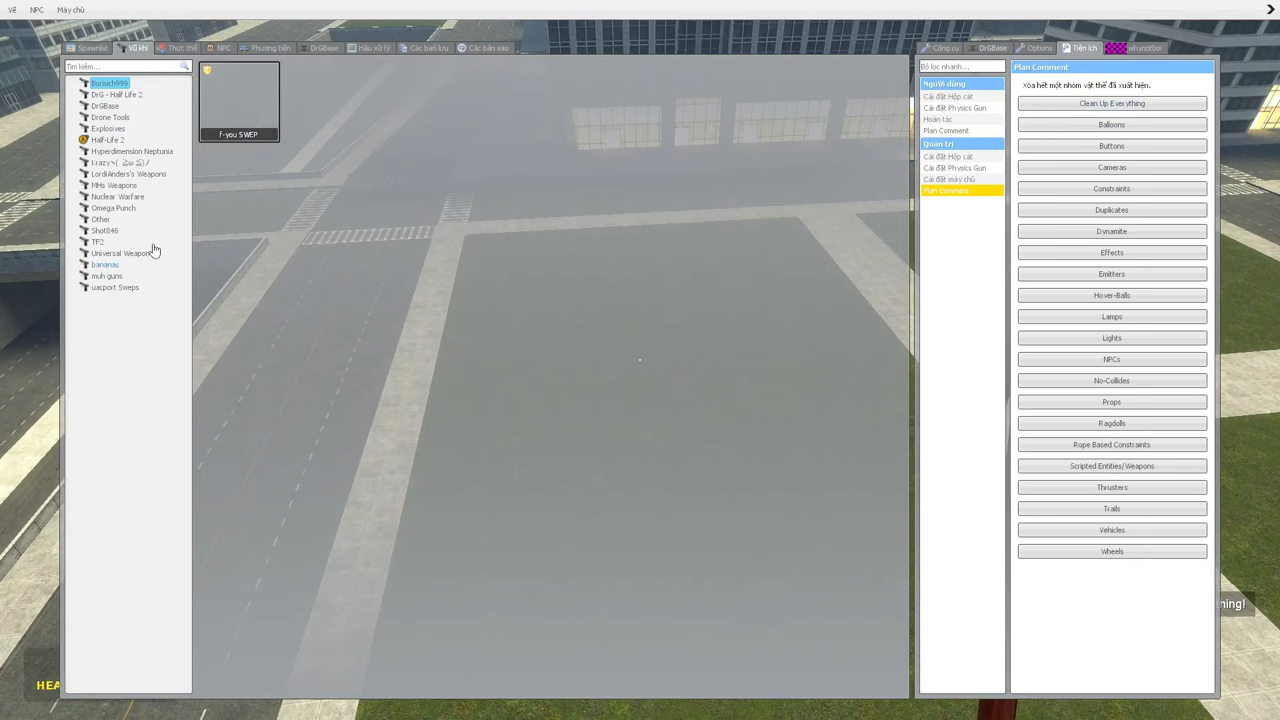 Vẽ NPC Máy chủ
Spawnlist Vũ khí Thực thể NPC Phương tiện DrGBase Hậu xử lý Các bản lưu Các bản sao
Công cụ DrGBase Options Tiện ích whynotboi
Tìm kiếm...
Borisich999
DrG - Half Life 2
DrGBase
Drone Tools
Explosives
Half-Life 2
Hyperdimension Neptunia
LordiAnders's Weapons
MHs Weapons
Nuclear Warfare
Omega Punch
Other
Shot846
TF2
Universal Weapon
bananas
muh guns
uacport Sweps
f-you SWEP
Bộ lọc nhanh...
Người dùng
Cài đặt Hộp cát
Cài đặt Physics Gun
Hoàn tác
Plan Comment
Quản trị
Cài đặt Hộp cát
Cài đặt Physics Gun
Cài đặt máy chủ
Plan Comment
Plan Comment
Xóa hết một nhóm vật thể đã xuất hiện.
Clean Up Everything
Balloons
Buttons
Cameras
Constraints
Duplicates
Dynamite
Effects
Emitters
Hover-Balls
Lamps
Lights
NPCs
No-Collides
Props
Ragdolls
Rope Based Constraints
Scripted Entities/Weapons
Thrusters
Trails
Vehicles
Wheels
hing!
HEA